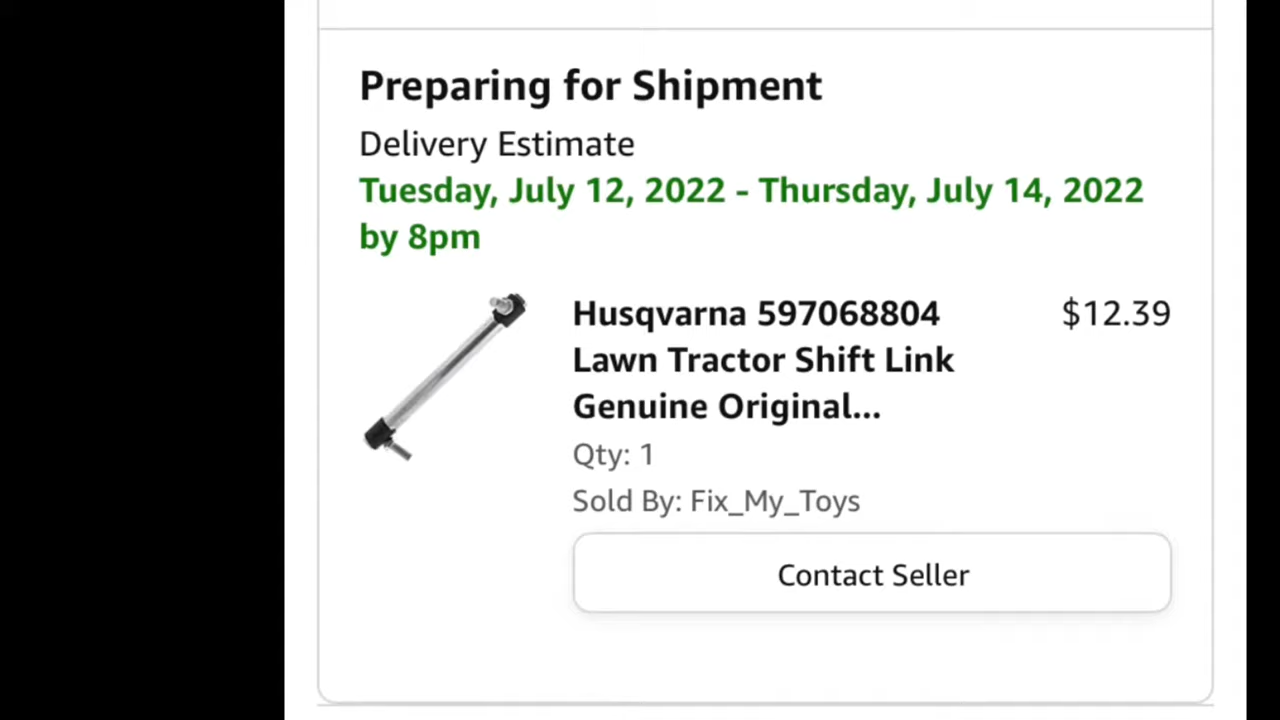 Preparing for Shipment
Delivery Estimate
Tuesday, July 12, 2022 - Thursday, July 14, 2022
by 8pm
Husqvarna 597068804
$12.39
Lawn Tractor Shift Link
Genuine Original...
Qty: 1
Sold By: Fix_My_Toys
Contact Seller